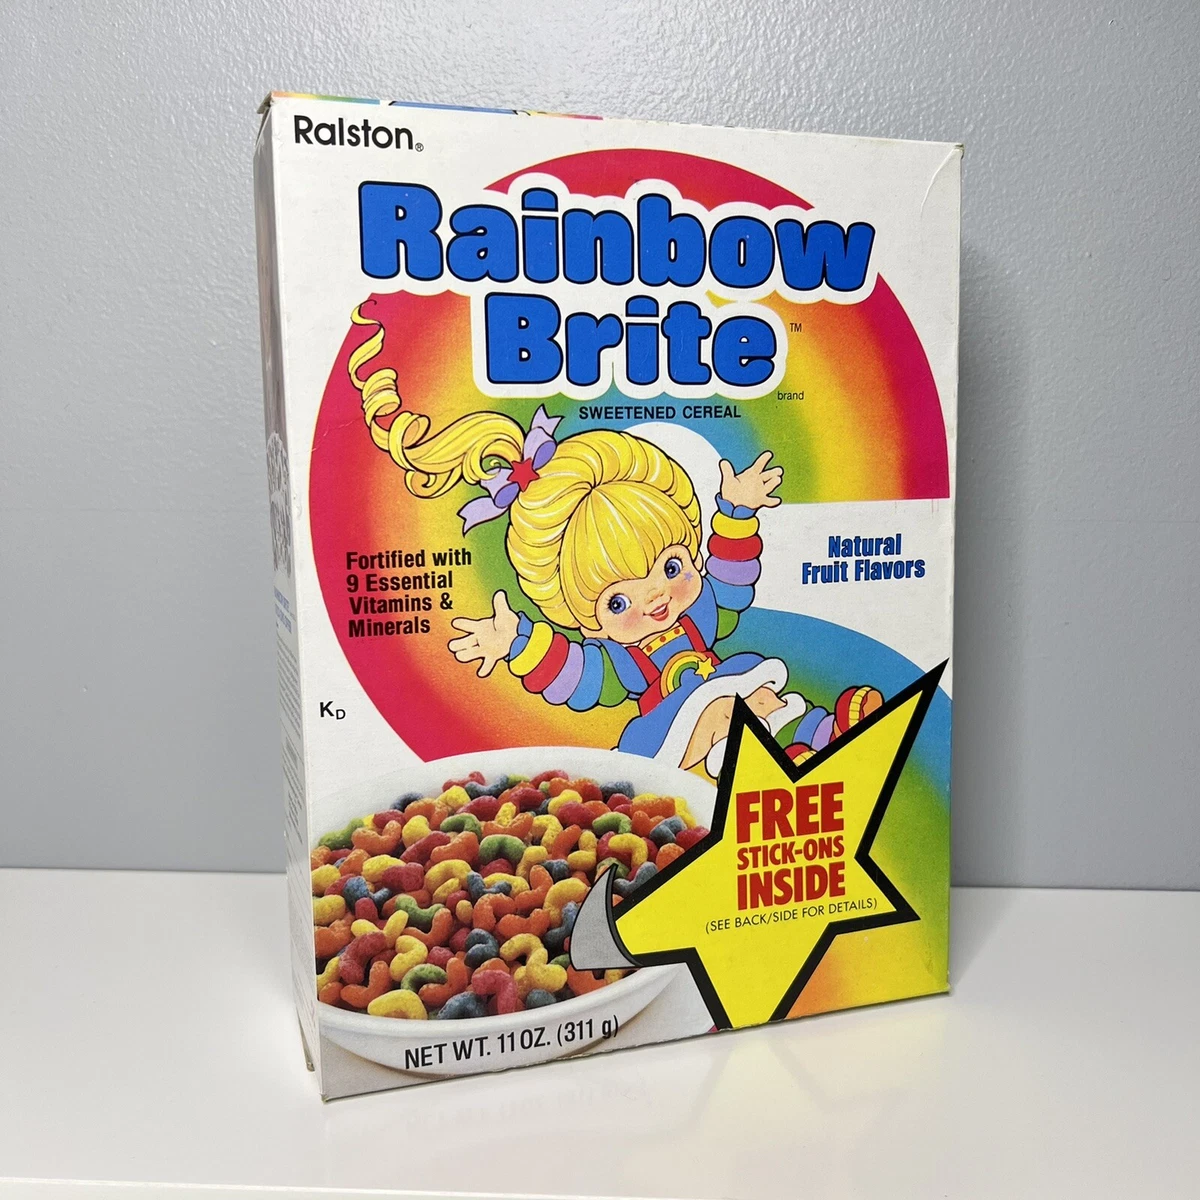 Ralston®
Rainbow
Brite™
brand
SWEETENED CEREAL
Fortified with
9 Essential
Vitamins &
Minerals
Natural
Fruit Flavors
KD
FREE
STICK-ONS
INSIDE
(SEE BACK/SIDE FOR DETAILS)
NET WT. 11 OZ. (311 g)